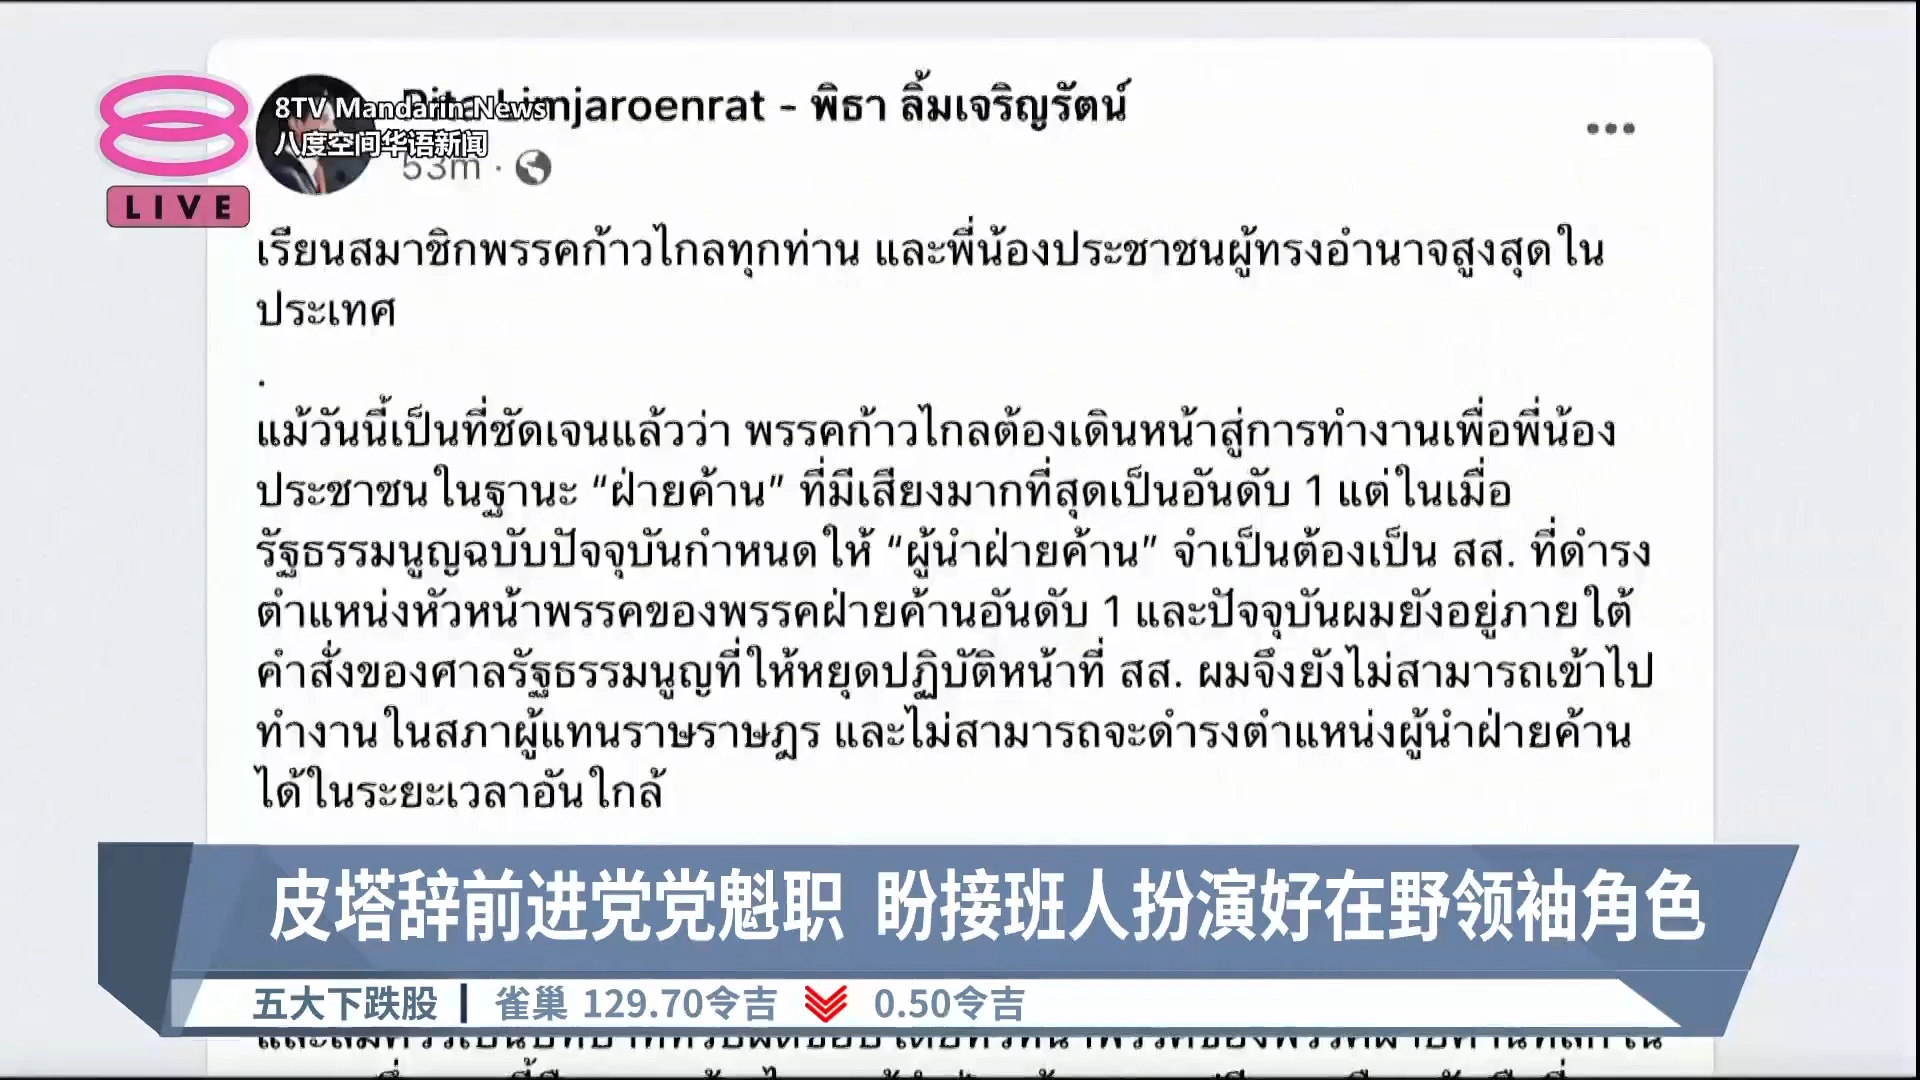 8TV Mandarin News
八度空间华语新闻
LIVE
Pita Limjaroenrat - พิธา ลิ้มเจริญรัตน์
53m
เรียนสมาชิกพรรคก้าวไกลทุกท่าน และพี่น้องประชาชนผู้ทรงอำนาจสูงสุดใน
ประเทศ
.
แม้วันนี้เป็นที่ชัดเจนแล้วว่า พรรคก้าวไกลต้องเดินหน้าสู่การทำงานเพื่อพี่น้อง
ประชาชนในฐานะ “ฝ่ายค้าน” ที่มีเสียงมากที่สุดเป็นอันดับ 1 แต่ในเมื่อ
รัฐธรรมนูญฉบับปัจจุบันกำหนดให้ “ผู้นำฝ่ายค้าน” จำเป็นต้องเป็น สส. ที่ดำรง
ตำแหน่งหัวหน้าพรรคของพรรคฝ่ายค้านอันดับ 1 และปัจจุบันผมยังอยู่ภายใต้
คำสั่งของศาลรัฐธรรมนูญที่ให้หยุดปฏิบัติหน้าที่ สส. ผมจึงยังไม่สามารถเข้าไป
ทำงานในสภาผู้แทนราษราษฎร และไม่สามารถจะดำรงตำแหน่งผู้นำฝ่ายค้าน
ได้ในระยะเวลาอันใกล้
皮塔辞前进党党魁职 盼接班人扮演好在野领袖角色
五大下跌股 | 雀巢 129.70令吉 0.50令吉